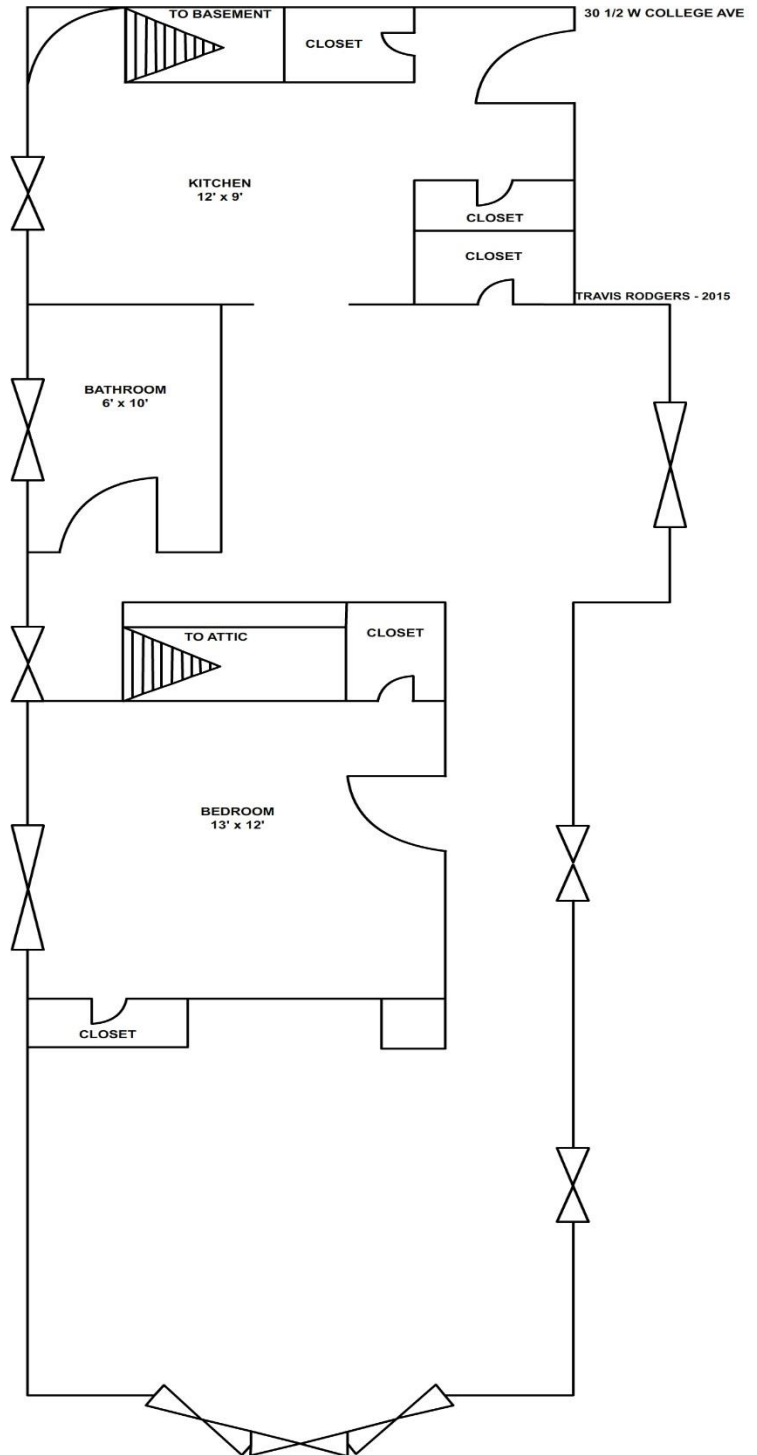 TO BASEMENT
30 1/2 W COLLEGE AVE
CLOSET
KITCHEN
12' x 9'
CLOSET
CLOSET
TRAVIS RODGERS - 2015
BATHROOM
6' x 10'
TO ATTIC
CLOSET
BEDROOM
13' x 12'
CLOSET